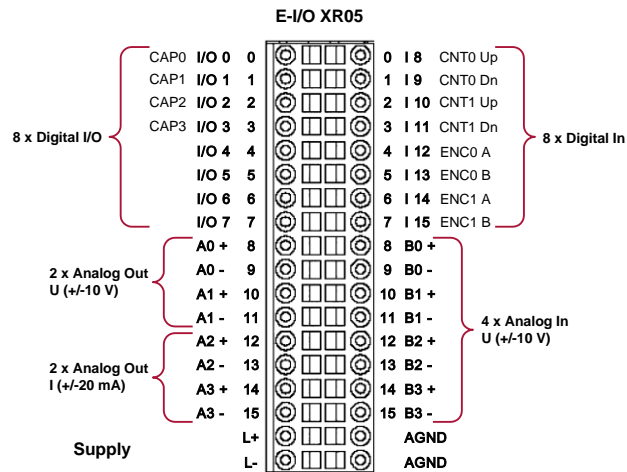 E-I/O XR05
CAP0 I/O 0 0 0 I 8 CNT0 Up
CAP1 I/O 1 1 1 I 9 CNT0 Dn
CAP2 I/O 2 2 2 I 10 CNT1 Up
CAP3 I/O 3 3 3 I 11 CNT1 Dn
8 x Digital I/O
8 x Digital In
I/O 4 4 4 I 12 ENC0 A
I/O 5 5 5 I 13 ENC0 B
I/O 6 6 6 I 14 ENC1 A
I/O 7 7 7 I 15 ENC1 B
A0 + 8 8 B0 +
A0 - 9 9 B0 -
2 x Analog Out
U (+/-10 V)
A1 + 10 10 B1 +
A1 - 11 11 B1 -
4 x Analog In
U (+/-10 V)
A2 + 12 12 B2 +
A2 - 13 13 B2 -
2 x Analog Out
I (+/-20 mA)
A3 + 14 14 B3 +
A3 - 15 15 B3 -
Supply
L+ AGND
L- AGND